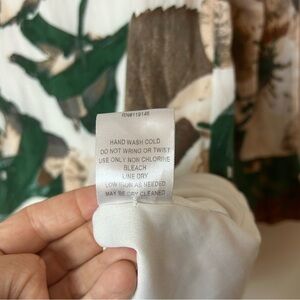 RN#119148
HAND WASH COLD
DO NOT WRING OR TWIST
USE ONLY NON CHLORINE
BLEACH
LINE DRY
LOW IRON AS NEEDED
MAY BE DRY CLEANED